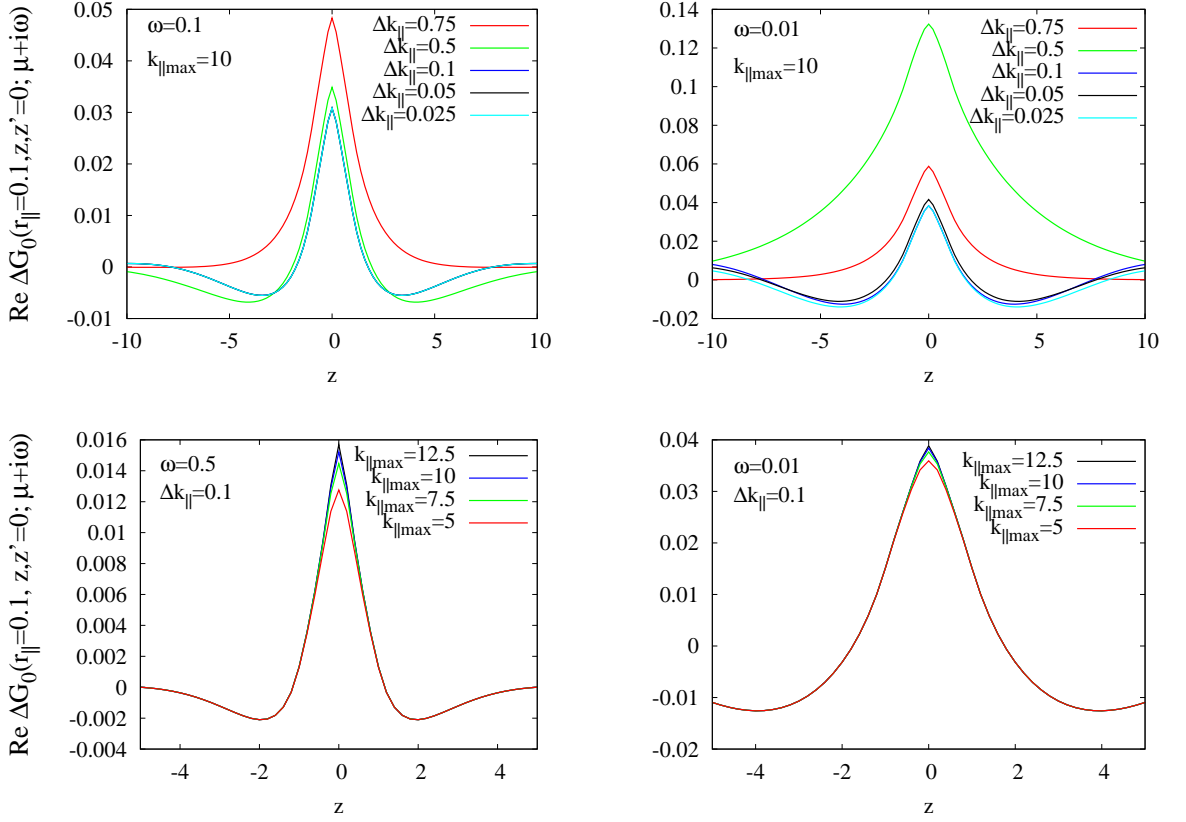 Re ΔG₀(r||=0.1,z,z'=0; μ+iω)
0.05
0.04
0.03
0.02
0.01
0
-0.01
-10
-5
0
5
10
z
ω=0.1
k||max=10
Δk||=0.75
Δk||=0.5
Δk||=0.1
Δk||=0.05
Δk||=0.025
0.14
0.12
0.1
0.08
0.06
0.04
0.02
0
-0.02
-10
-5
0
5
10
z
ω=0.01
k||max=10
Δk||=0.75
Δk||=0.5
Δk||=0.1
Δk||=0.05
Δk||=0.025
Re ΔG₀(r||=0.1, z,z'=0; μ+iω)
0.016
0.014
0.012
0.010
0.008
0.006
0.004
0.002
0
-0.002
-0.004
-4
-2
0
2
4
z
ω=0.5
Δk||=0.1
k||max=12.5
k||max=10
k||max=7.5
k||max=5
0.04
0.03
0.02
0.01
0
-0.01
-0.02
-4
-2
0
2
4
z
ω=0.01
Δk||=0.1
k||max=12.5
k||max=10
k||max=7.5
k||max=5